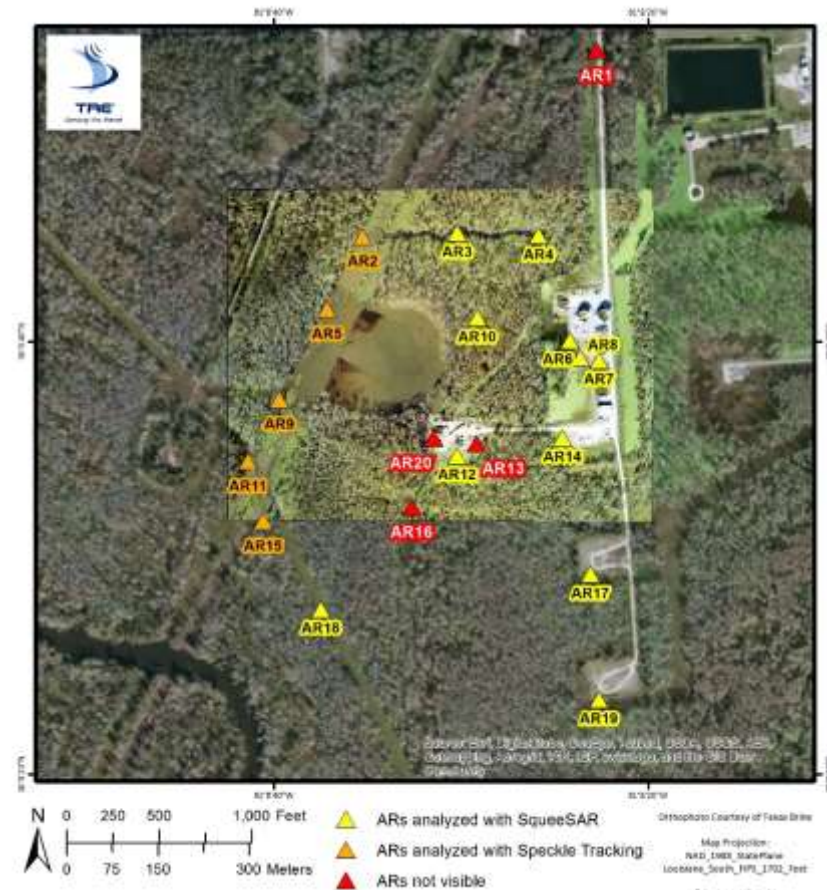 TRE
AR1
AR2
AR3
AR4
AR5
AR10
AR6
AR8
AR7
AR9
AR20
AR13
AR12
AR14
AR11
AR16
AR15
AR17
AR18
AR19
N
0 250 500 1,000 Feet
0 75 150 300 Meters
ARs analyzed with SqueeSAR
ARs analyzed with Speckle Tracking
ARs not visible
Orthophoto Courtesy of Texas Brine
Map Projection: